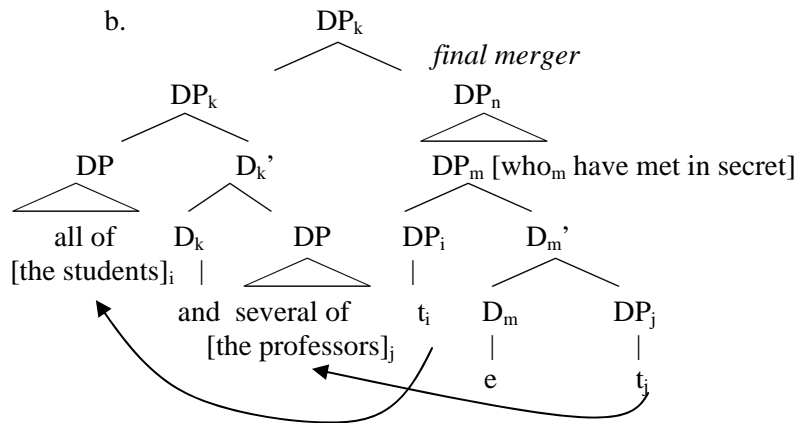 b. DPₖ
final merger
DPₖ DPₙ
DP Dₖ’ DPₘ [whoₘ have met in secret]
all of Dₖ DP DPᵢ Dₘ’
[the students]ᵢ
and several of tᵢ Dₘ DPⱼ
[the professors]ⱼ
e tⱼ